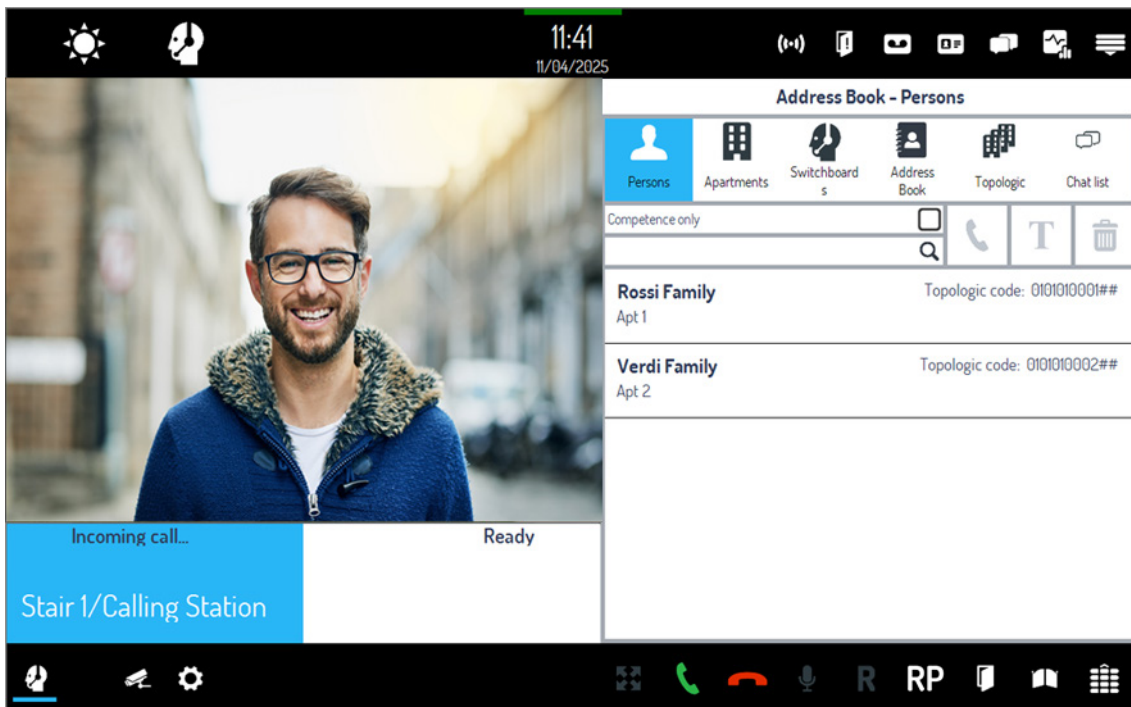 11:41
11/04/2025
Address Book - Persons
Persons
Apartments
Switchboard
s
Address
Book
Topologic
Chat list
Competence only
T
Rossi Family
Topologic code: 0101010001##
Apt 1
Verdi Family
Topologic code: 0101010002##
Apt 2
Incoming call...
Ready
Stair 1/Calling Station
R
RP